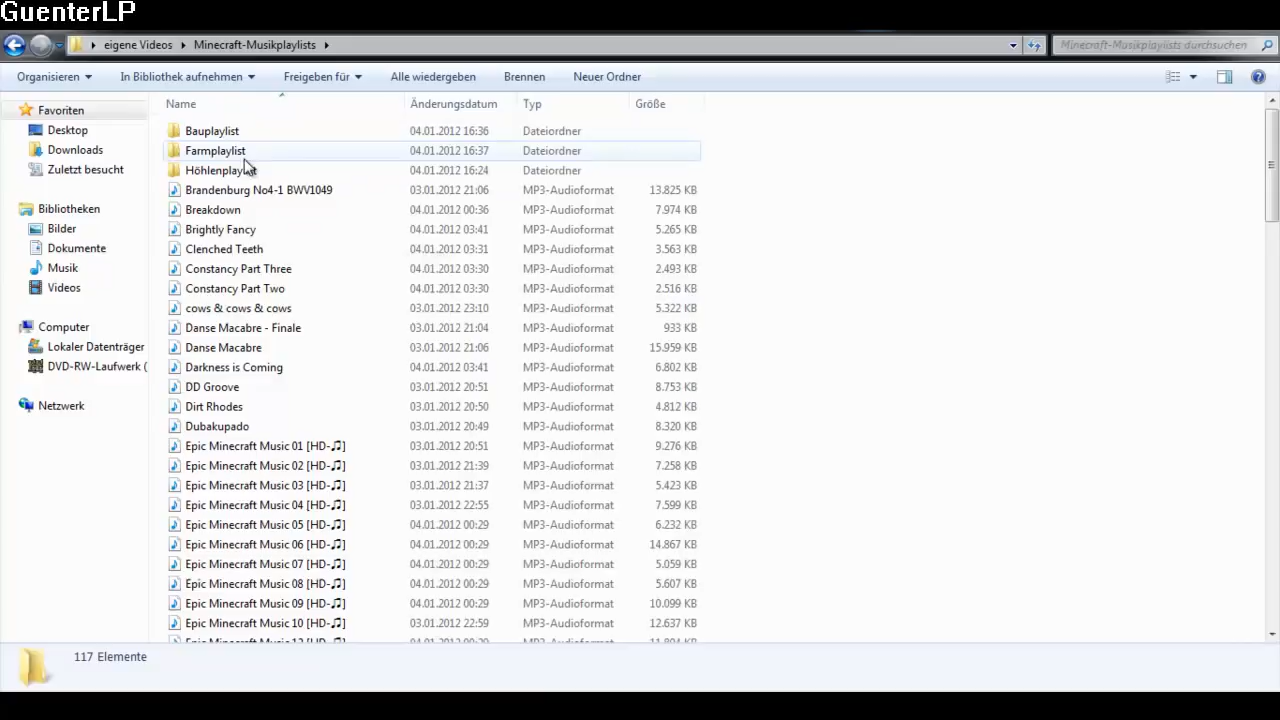 GuenterLP
eigene Videos Minecraft-Musikplaylists Minecraft-Musikplaylists durchsuchen
Organisieren In Bibliothek aufnehmen Freigeben für Alle wiedergeben Brennen Neuer Ordner
Name Änderungsdatum Typ Größe
Favoriten
Desktop
Downloads
Zuletzt besucht
Bibliotheken
Bilder
Dokumente
Musik
Videos
Computer
Lokaler Datenträger
DVD-RW-Laufwerk (
Netzwerk
Bauplaylist 04.01.2012 16:36 Dateiordner
Farmplaylist 04.01.2012 16:37 Dateiordner
Höhlenplaylist 04.01.2012 16:24 Dateiordner
Brandenburg No4-1 BWV1049 03.01.2012 21:06 MP3-Audioformat 13.825 KB
Breakdown 04.01.2012 00:36 MP3-Audioformat 7.974 KB
Brightly Fancy 04.01.2012 03:41 MP3-Audioformat 5.265 KB
Clenched Teeth 04.01.2012 03:31 MP3-Audioformat 3.563 KB
Constancy Part Three 04.01.2012 03:30 MP3-Audioformat 2.493 KB
Constancy Part Two 04.01.2012 03:30 MP3-Audioformat 2.516 KB
cows & cows & cows 03.01.2012 23:10 MP3-Audioformat 5.322 KB
Danse Macabre - Finale 03.01.2012 21:04 MP3-Audioformat 933 KB
Danse Macabre 03.01.2012 21:06 MP3-Audioformat 15.959 KB
Darkness is Coming 04.01.2012 03:41 MP3-Audioformat 6.802 KB
DD Groove 03.01.2012 20:51 MP3-Audioformat 8.753 KB
Dirt Rhodes 03.01.2012 20:50 MP3-Audioformat 4.812 KB
Dubakupado 03.01.2012 20:49 MP3-Audioformat 8.320 KB
Epic Minecraft Music 01 [HD-♫] 03.01.2012 20:51 MP3-Audioformat 9.276 KB
Epic Minecraft Music 02 [HD-♫] 03.01.2012 21:39 MP3-Audioformat 7.258 KB
Epic Minecraft Music 03 [HD-♫] 03.01.2012 21:37 MP3-Audioformat 5.423 KB
Epic Minecraft Music 04 [HD-♫] 03.01.2012 22:55 MP3-Audioformat 7.599 KB
Epic Minecraft Music 05 [HD-♫] 04.01.2012 00:29 MP3-Audioformat 6.232 KB
Epic Minecraft Music 06 [HD-♫] 04.01.2012 00:29 MP3-Audioformat 14.867 KB
Epic Minecraft Music 07 [HD-♫] 04.01.2012 00:29 MP3-Audioformat 5.059 KB
Epic Minecraft Music 08 [HD-♫] 04.01.2012 00:29 MP3-Audioformat 5.607 KB
Epic Minecraft Music 09 [HD-♫] 04.01.2012 00:29 MP3-Audioformat 10.099 KB
Epic Minecraft Music 10 [HD-♫] 03.01.2012 22:59 MP3-Audioformat 12.637 KB
117 Elemente